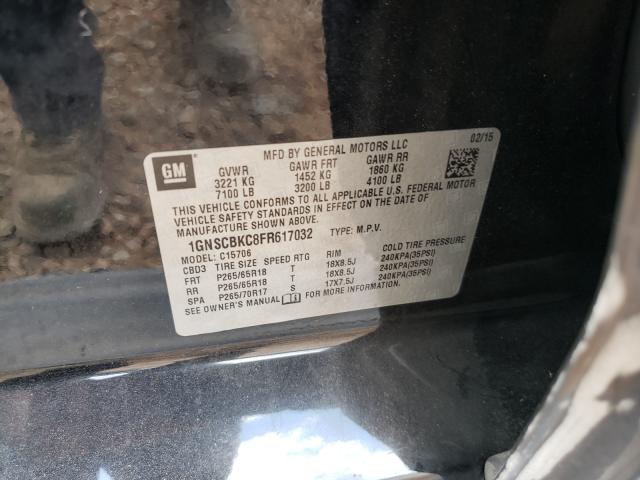 MFD BY GENERAL MOTORS LLC 02/15
GM GVWR GAWR FRT GAWR RR
3221 KG 1452 KG 1860 KG
7100 LB 3200 LB 4100 LB
THIS VEHICLE CONFORMS TO ALL APPLICABLE U.S. FEDERAL MOTOR
VEHICLE SAFETY STANDARDS IN EFFECT ON THE DATE OF
MANUFACTURE SHOWN ABOVE.
1GNSCBKC8FR617032 TYPE: M.P.V.
MODEL: C15706
CBD3 TIRE SIZE SPEED RTG RIM COLD TIRE PRESSURE
FRT P265/65R18 T 18X8.5J 240KPA(35PSI)
RR P265/65R18 T 18X8.5J 240KPA(35PSI)
SPA P265/70R17 S 17X7.5J 240KPA(35PSI)
SEE OWNER'S MANUAL FOR MORE INFORMATION.